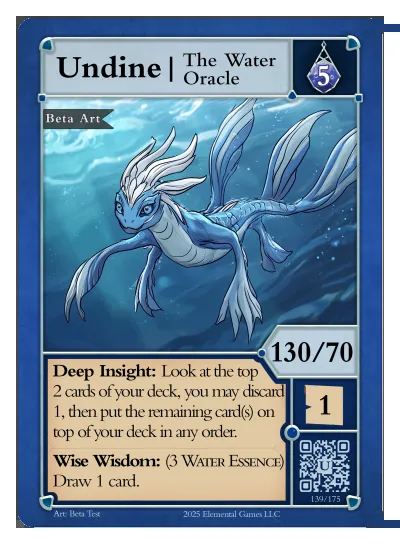 Undine | The Water
Oracle
5
Beta Art
130/70
Deep Insight: Look at the top
2 cards of your deck, you may discard
1, then put the remaining card(s) on
top of your deck in any order.
1
Wise Wisdom: (3 WATER ESSENCE)
Draw 1 card.
U
139/175
Art: Beta Test
2025 Elemental Games LLC